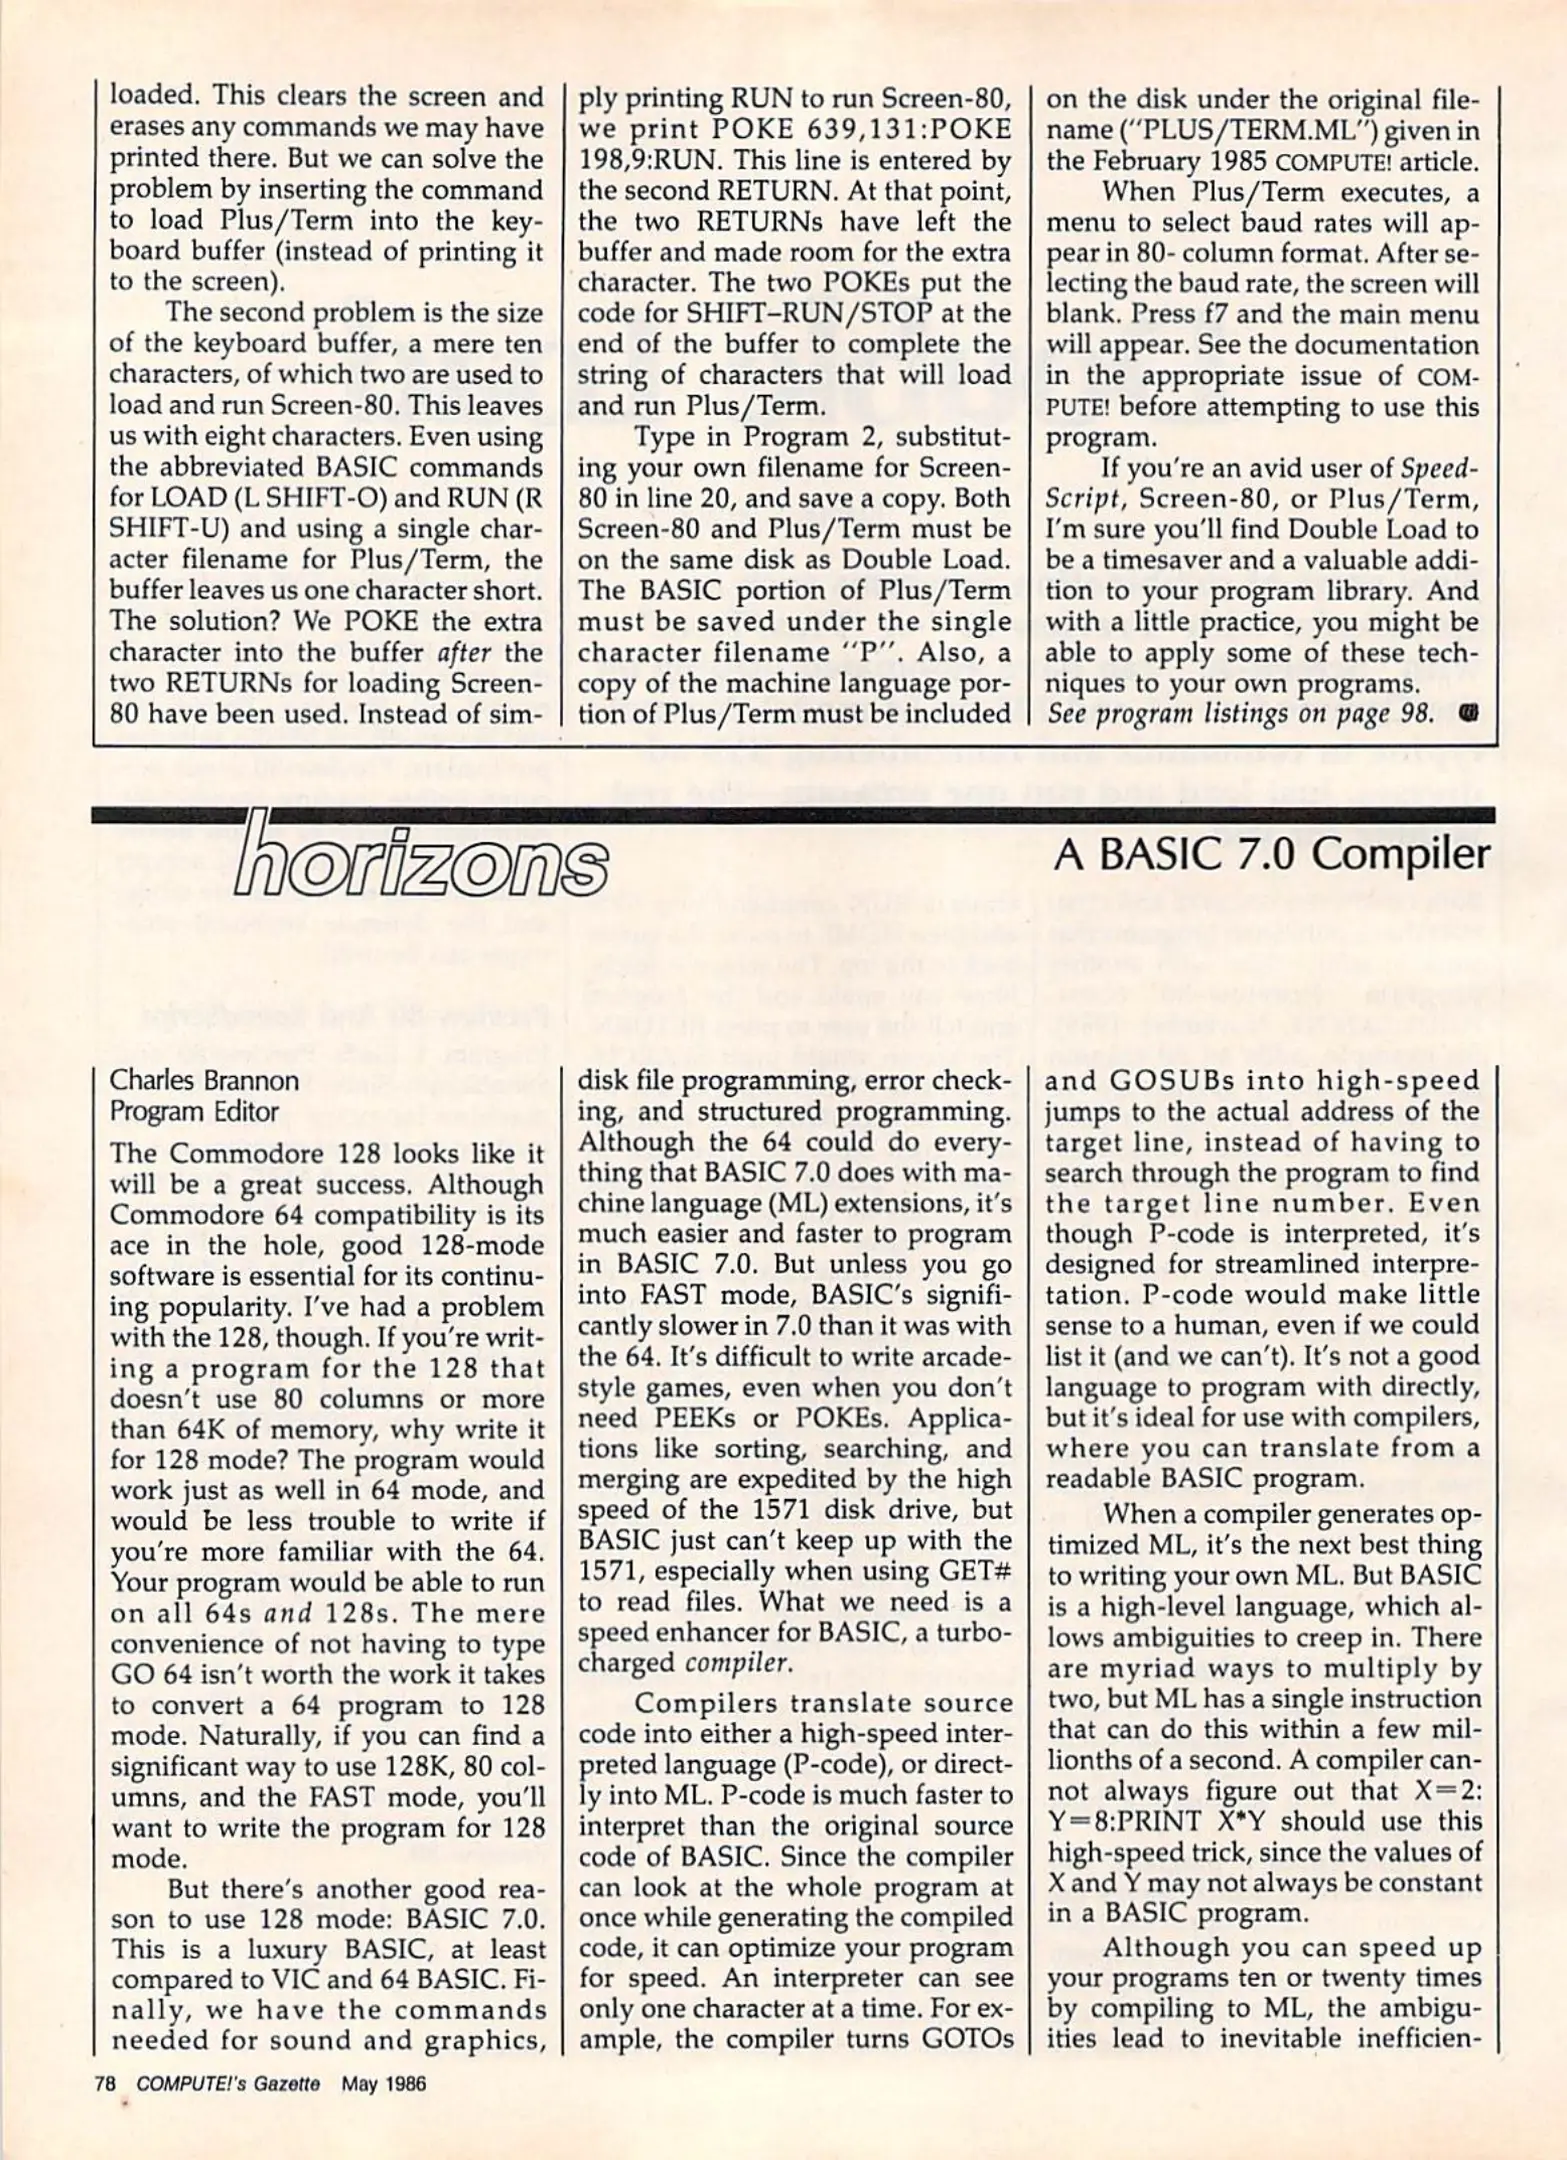 loaded. This clears the screen and
erases any commands we may have
printed there. But we can solve the
problem by inserting the command
to load Plus/Term into the key-
board buffer (instead of printing it
to the screen).
The second problem is the size
of the keyboard buffer, a mere ten
characters, of which two are used to
load and run Screen-80. This leaves
us with eight characters. Even using
the abbreviated BASIC commands
for LOAD (L SHIFT-O) and RUN (R
SHIFT-U) and using a single char-
acter filename for Plus/Term, the
buffer leaves us one character short.
The solution? We POKE the extra
character into the buffer after the
two RETURNs for loading Screen-
80 have been used. Instead of sim-
ply printing RUN to run Screen-80,
we print POKE 639,131:POKE
198,9:RUN. This line is entered by
the second RETURN. At that point,
the two RETURNs have left the
buffer and made room for the extra
character. The two POKEs put the
code for SHIFT–RUN/STOP at the
end of the buffer to complete the
string of characters that will load
and run Plus/Term.
Type in Program 2, substitut-
ing your own filename for Screen-
80 in line 20, and save a copy. Both
Screen-80 and Plus/Term must be
on the same disk as Double Load.
The BASIC portion of Plus/Term
must be saved under the single
character filename "P". Also, a
copy of the machine language por-
tion of Plus/Term must be included
on the disk under the original file-
name ("PLUS/TERM.ML") given in
the February 1985 COMPUTE! article.
When Plus/Term executes, a
menu to select baud rates will ap-
pear in 80- column format. After se-
lecting the baud rate, the screen will
blank. Press f7 and the main menu
will appear. See the documentation
in the appropriate issue of COM-
PUTE! before attempting to use this
program.
If you're an avid user of Speed-
Script, Screen-80, or Plus/Term,
I'm sure you'll find Double Load to
be a timesaver and a valuable addi-
tion to your program library. And
with a little practice, you might be
able to apply some of these tech-
niques to your own programs.
See program listings on page 98.
horizons
A BASIC 7.0 Compiler
Charles Brannon
Program Editor
The Commodore 128 looks like it
will be a great success. Although
Commodore 64 compatibility is its
ace in the hole, good 128-mode
software is essential for its continu-
ing popularity. I've had a problem
with the 128, though. If you're writ-
ing a program for the 128 that
doesn't use 80 columns or more
than 64K of memory, why write it
for 128 mode? The program would
work just as well in 64 mode, and
would be less trouble to write if
you're more familiar with the 64.
Your program would be able to run
on all 64s and 128s. The mere
convenience of not having to type
GO 64 isn't worth the work it takes
to convert a 64 program to 128
mode. Naturally, if you can find a
significant way to use 128K, 80 col-
umns, and the FAST mode, you'll
want to write the program for 128
mode.
But there's another good rea-
son to use 128 mode: BASIC 7.0.
This is a luxury BASIC, at least
compared to VIC and 64 BASIC. Fi-
nally, we have the commands
needed for sound and graphics,
disk file programming, error check-
ing, and structured programming.
Although the 64 could do every-
thing that BASIC 7.0 does with ma-
chine language (ML) extensions, it's
much easier and faster to program
in BASIC 7.0. But unless you go
into FAST mode, BASIC's signifi-
cantly slower in 7.0 than it was with
the 64. It's difficult to write arcade-
style games, even when you don't
need PEEKs or POKEs. Applica-
tions like sorting, searching, and
merging are expedited by the high
speed of the 1571 disk drive, but
BASIC just can't keep up with the
1571, especially when using GET#
to read files. What we need is a
speed enhancer for BASIC, a turbo-
charged compiler.
Compilers translate source
code into either a high-speed inter-
preted language (P-code), or direct-
ly into ML. P-code is much faster to
interpret than the original source
code of BASIC. Since the compiler
can look at the whole program at
once while generating the compiled
code, it can optimize your program
for speed. An interpreter can see
only one character at a time. For ex-
ample, the compiler turns GOTOs
and GOSUBs into high-speed
jumps to the actual address of the
target line, instead of having to
search through the program to find
the target line number. Even
though P-code is interpreted, it's
designed for streamlined interpre-
tation. P-code would make little
sense to a human, even if we could
list it (and we can't). It's not a good
language to program with directly,
but it's ideal for use with compilers,
where you can translate from a
readable BASIC program.
When a compiler generates op-
timized ML, it's the next best thing
to writing your own ML. But BASIC
is a high-level language, which al-
lows ambiguities to creep in. There
are myriad ways to multiply by
two, but ML has a single instruction
that can do this within a few mil-
lionths of a second. A compiler can-
not always figure out that X=2:
Y=8:PRINT X*Y should use this
high-speed trick, since the values of
X and Y may not always be constant
in a BASIC program.
Although you can speed up
your programs ten or twenty times
by compiling to ML, the ambigu-
ities lead to inevitable inefficien-
78 COMPUTE!'s Gazette May 1986